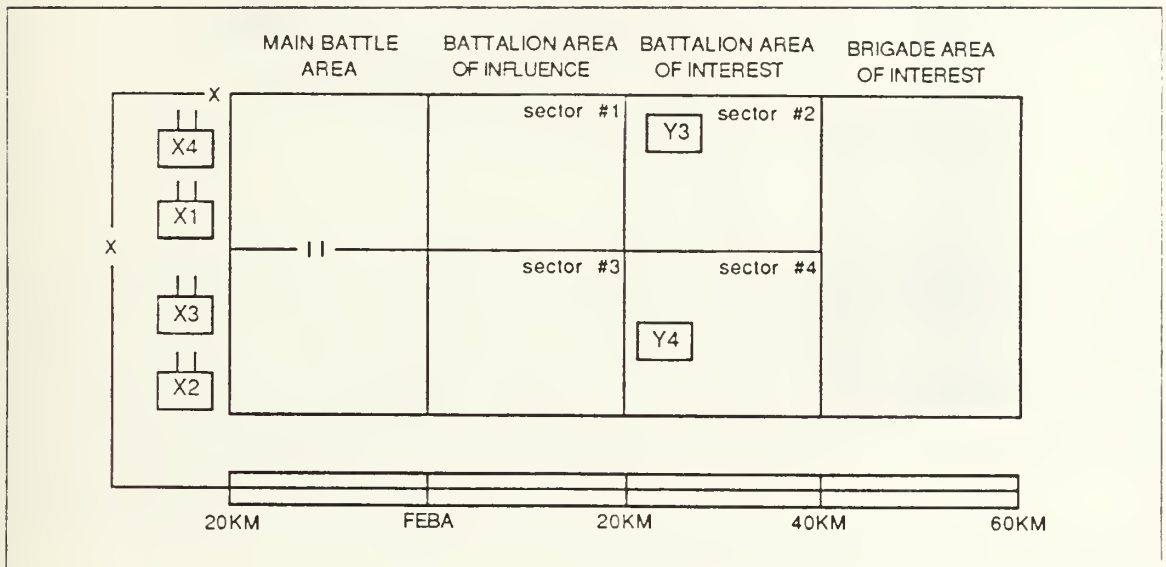 MAIN BATTLE AREA
BATTALION AREA OF INFLUENCE
BATTALION AREA OF INTEREST
BRIGADE AREA OF INTEREST
X
sector #1
sector #2
X4
Y3
X1
X
II
sector #3
sector #4
X3
Y4
X2
20KM
FEBA
20KM
40KM
60KM